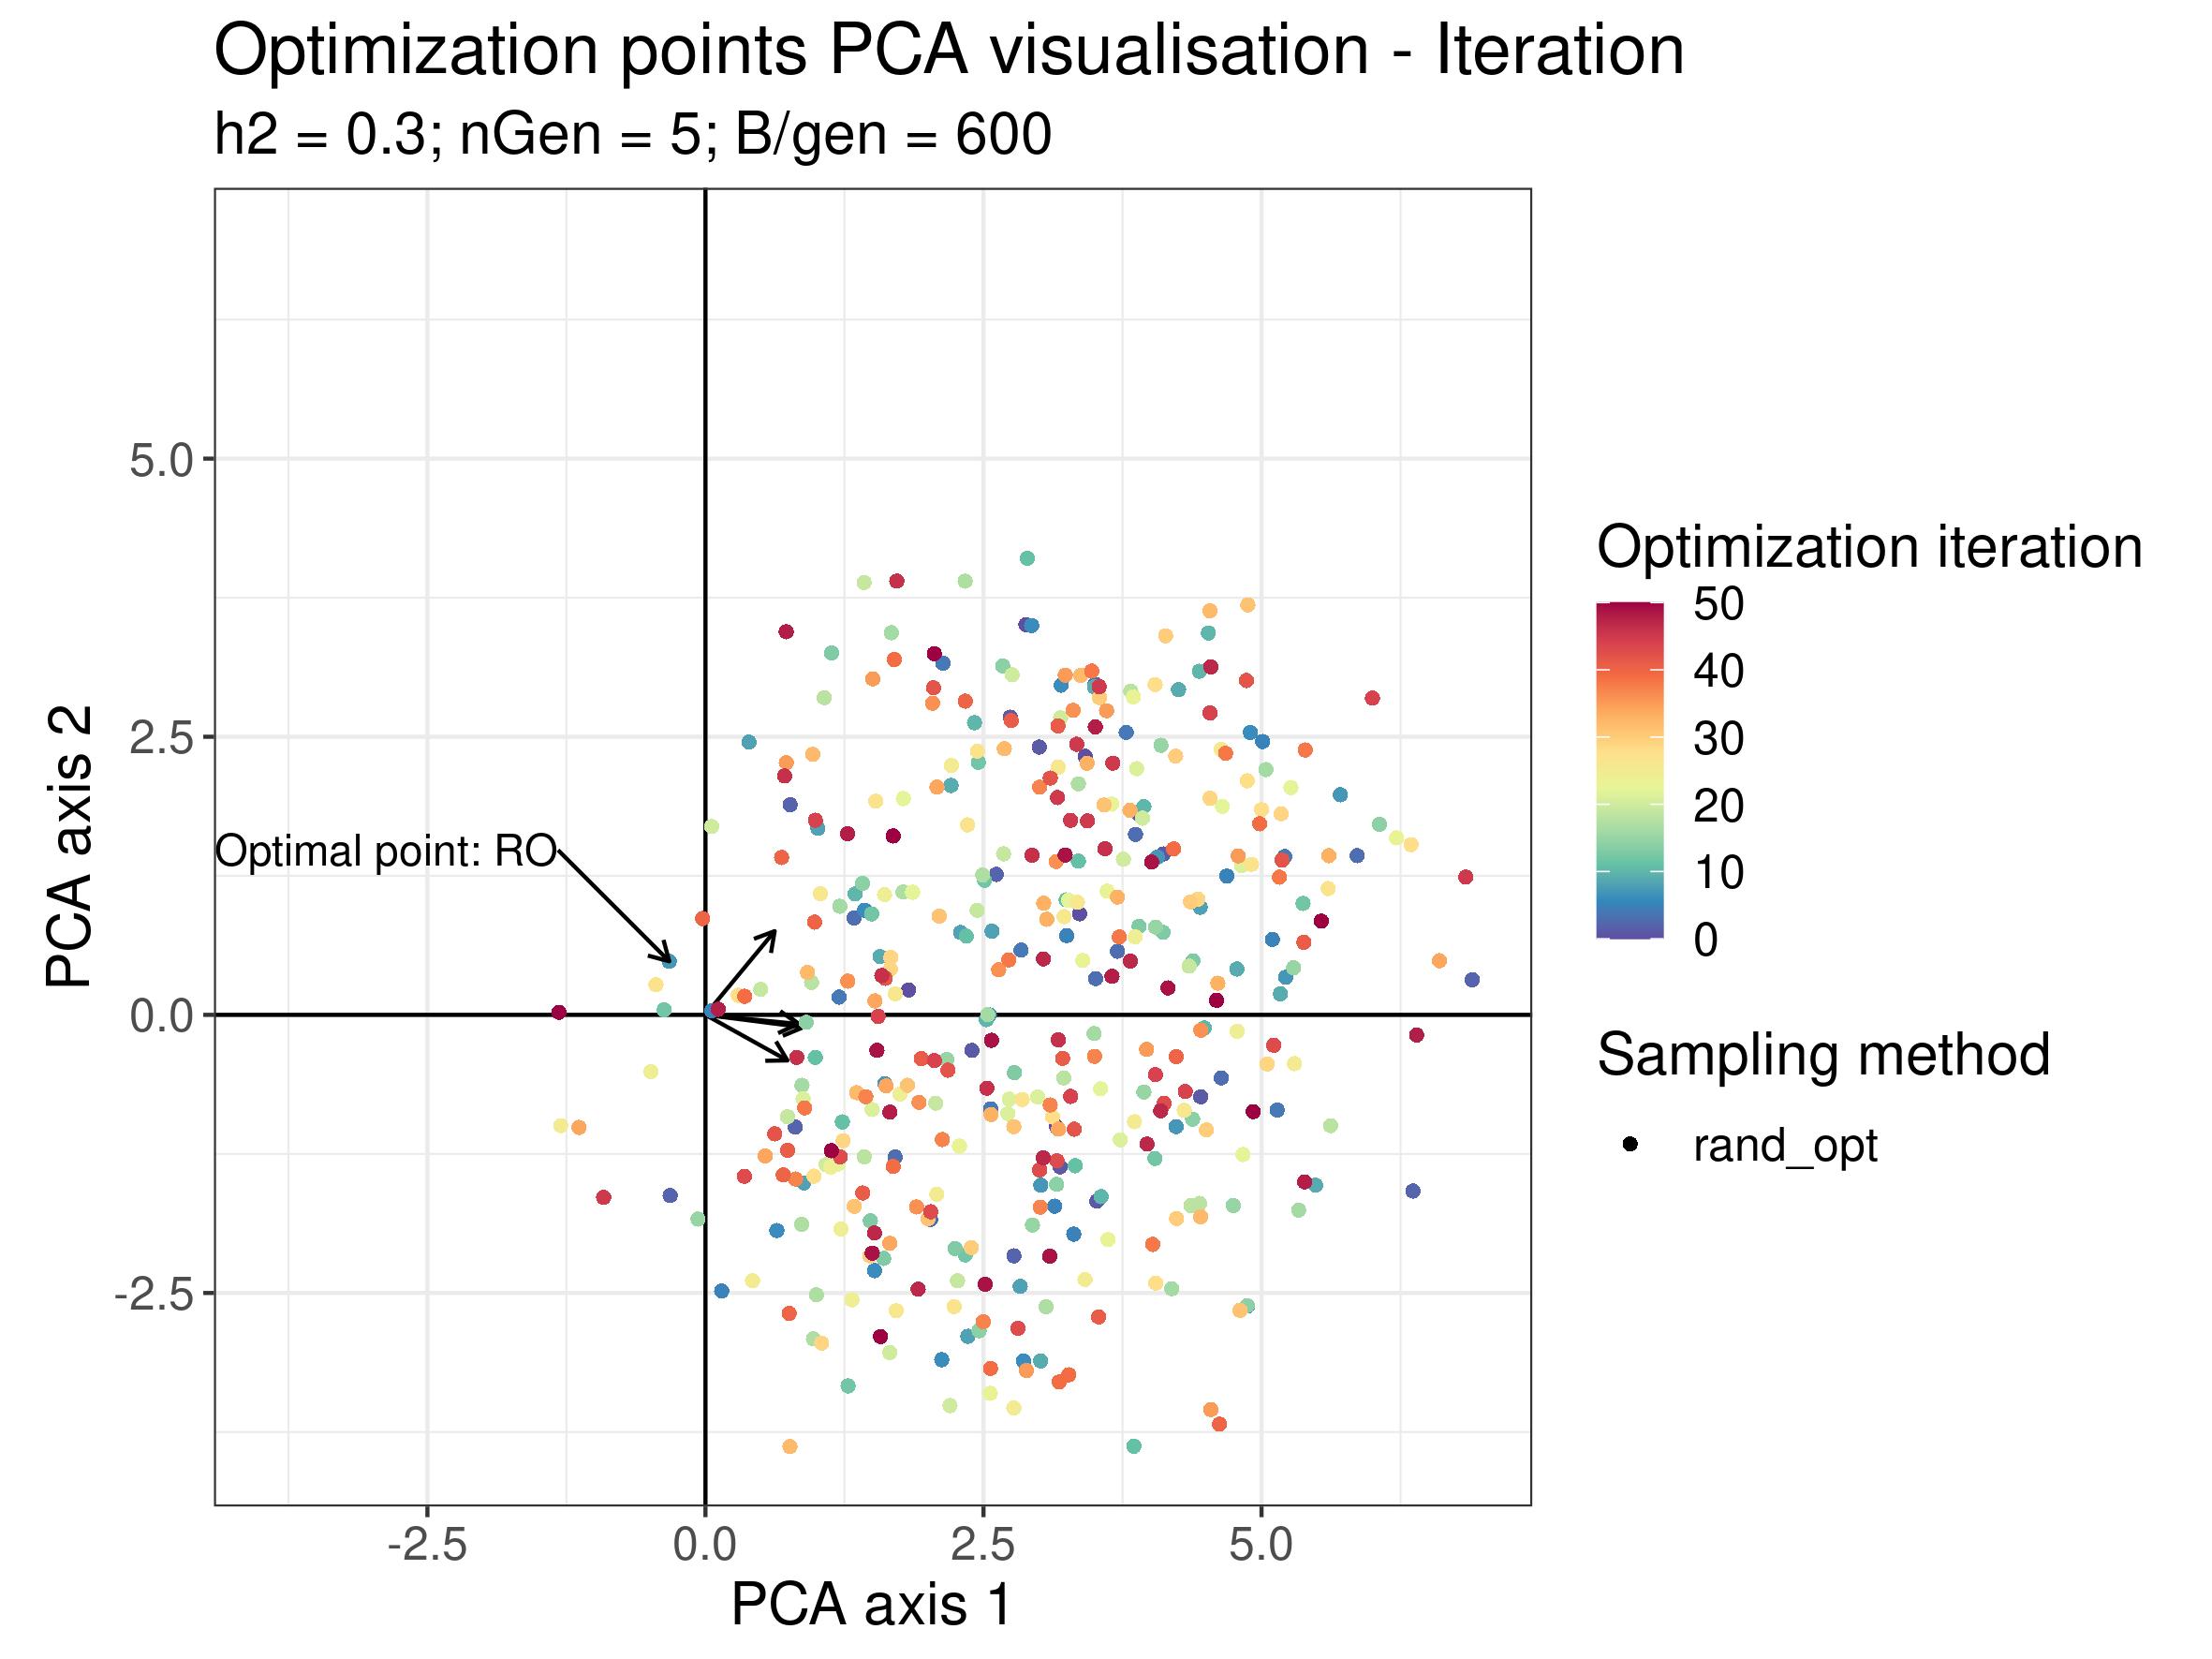 Optimization points PCA visualisation - Iteration
h2 = 0.3; nGen = 5; B/gen = 600
PCA axis 2
5.0
2.5
0.0
-2.5
Optimal point: RO
-2.5
0.0
2.5
5.0
PCA axis 1
Optimization iteration
50
40
30
20
10
0
Sampling method
rand_opt